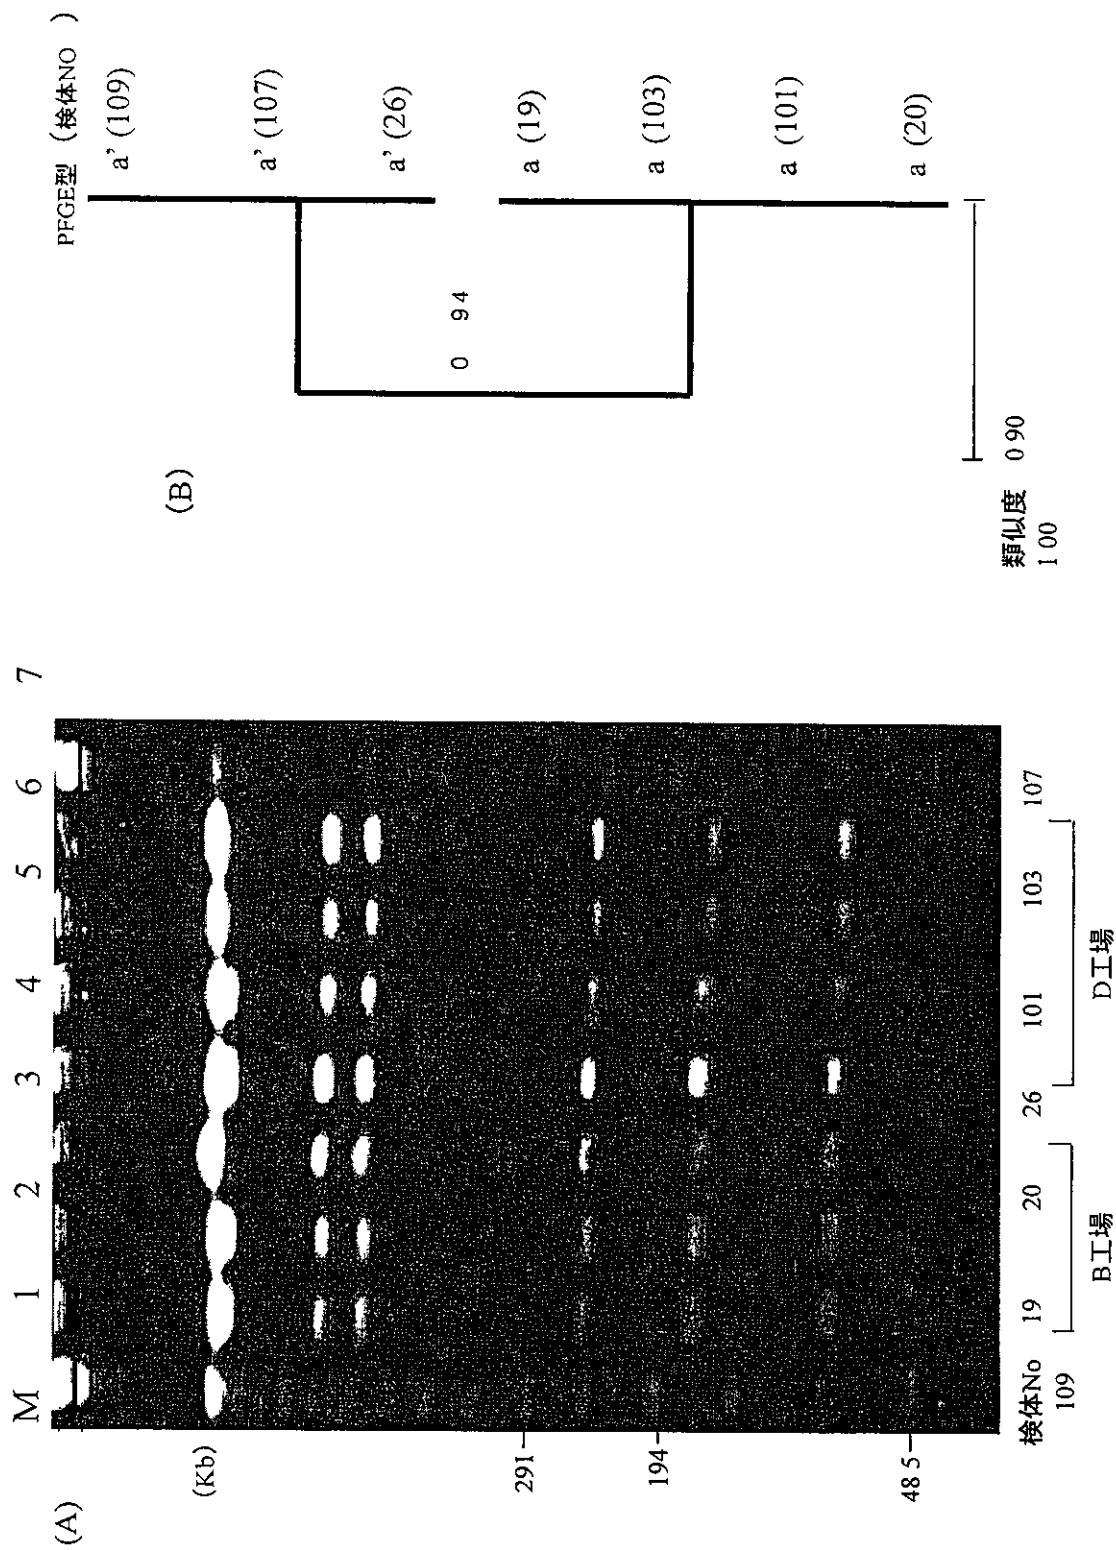 (A)
M 1 2 3 4 5 6 7
(Kb)
291
194
48 5
検体No 19 20 26 101 103 107
109
B工場 D工場
(B)
PFGE型 (検体NO )
a' (109)
a' (107)
a' (26)
a (19)
a (103)
a (101)
a (20)
0 94
類似度 0 90
1 00